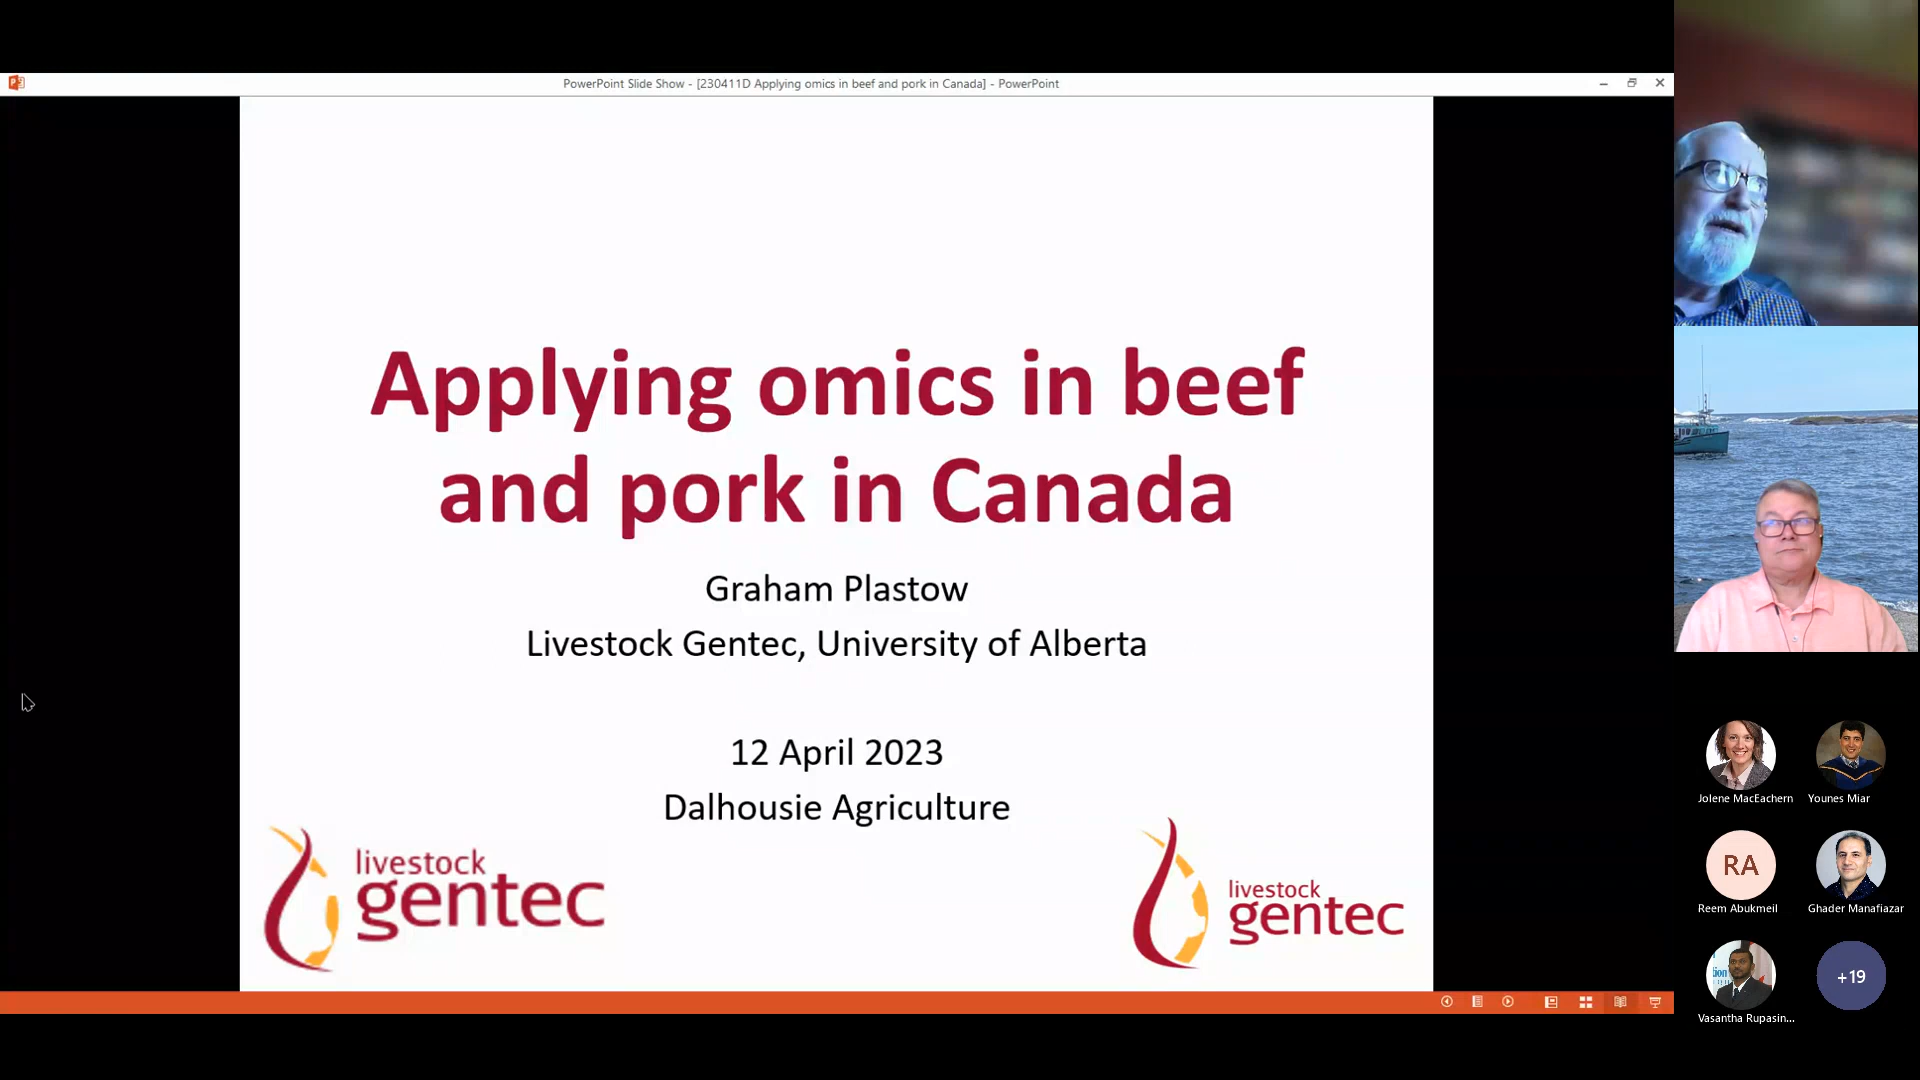 PowerPoint Slide Show - [230411D Applying omics in beef and pork in Canada] - PowerPoint
Applying omics in beef
and pork in Canada
Graham Plastow
Livestock Gentec, University of Alberta
12 April 2023
Dalhousie Agriculture
livestock
gentec
livestock
gentec
Jolene MacEachern
Younes Miar
RA
Reem Abukmeil
Ghader Manafiazar
Vasantha Rupasin...
+19